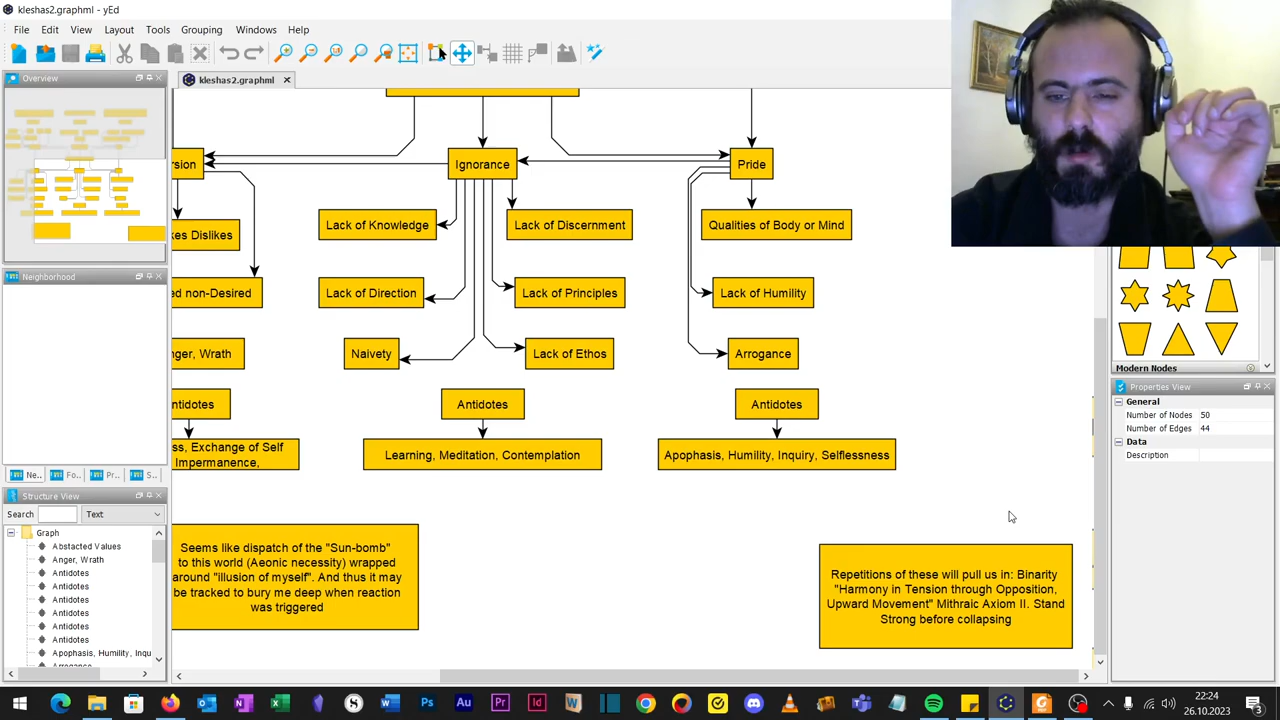 kleshas2.graphml - yEd
File Edit View Layout Tools Grouping Windows Help
Overview
kleshas2.graphml
Ignorance
Pride
Lack of Knowledge
Lack of Discernment
Qualities of Body or Mind
kes Dislikes
ed non-Desired
Lack of Direction
Lack of Principles
Lack of Humility
Neighborhood
nger, Wrath
Naivety
Lack of Ethos
Arrogance
ntidotes
Antidotes
Antidotes
ss, Exchange of Self
Impermanence,
Learning, Meditation, Contemplation
Apophasis, Humility, Inquiry, Selflessness
Modern Nodes
Properties View
General
Number of Nodes 50
Number of Edges 44
Data
Description
Ne... Fo... Pr... S...
Structure View
Search Text
Graph
Abstacted Values
Anger, Wrath
Antidotes
Antidotes
Antidotes
Antidotes
Antidotes
Antidotes
Apophasis, Humility, Inqu
Arrogance
Seems like dispatch of the "Sun-bomb"
to this world (Aeonic necessity) wrapped
around "illusion of myself". And thus it may
be tracked to bury me deep when reaction
was triggered
Repetitions of these will pull us in: Binarity
"Harmony in Tension through Opposition,
Upward Movement" Mithraic Axiom II. Stand
Strong before collapsing
22:24
26.10.2023